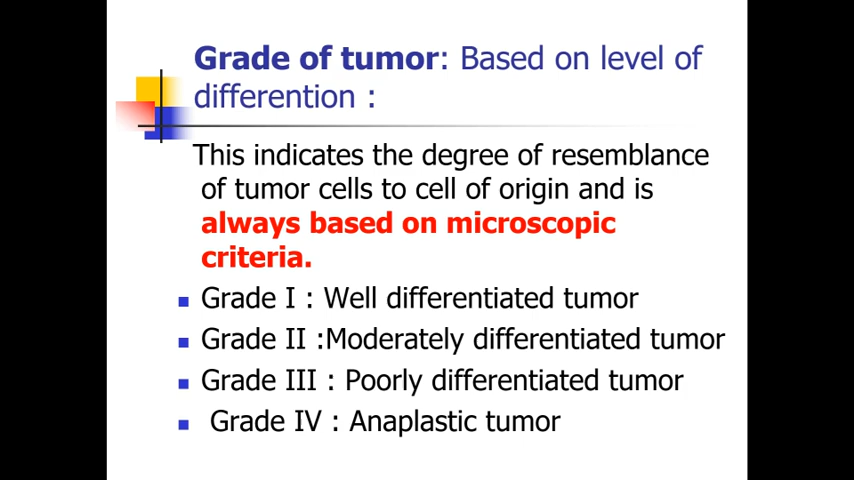 Grade of tumor: Based on level of
differention :
This indicates the degree of resemblance
of tumor cells to cell of origin and is
always based on microscopic
criteria.
Grade I : Well differentiated tumor
Grade II :Moderately differentiated tumor
Grade III : Poorly differentiated tumor
Grade IV : Anaplastic tumor